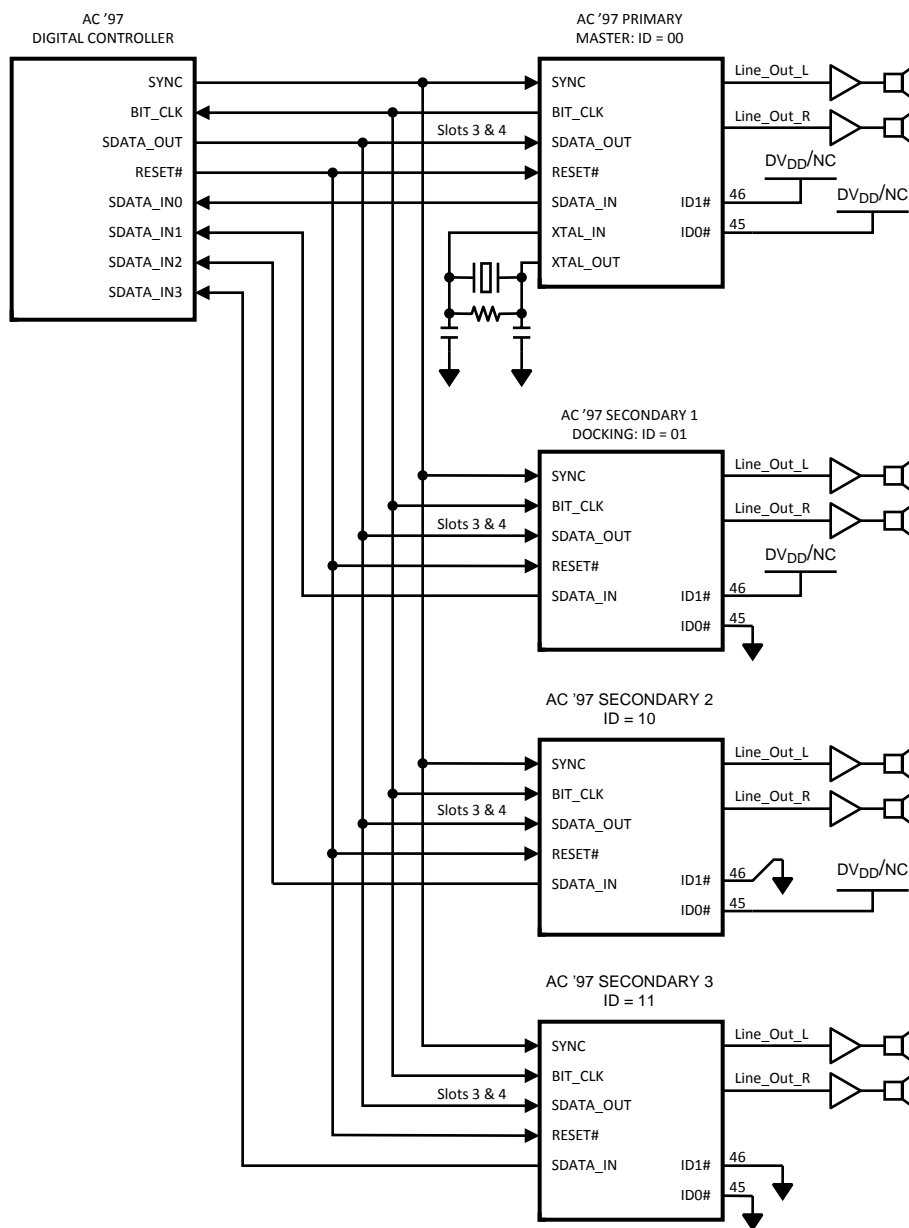 AC '97
DIGITAL CONTROLLER
SYNC
BIT_CLK
SDATA_OUT
RESET#
SDATA_IN0
SDATA_IN1
SDATA_IN2
SDATA_IN3
AC '97 PRIMARY
MASTER: ID = 00
Slots 3 & 4
SYNC
BIT_CLK
SDATA_OUT
RESET#
SDATA_IN
XTAL_IN
XTAL_OUT
ID1#
ID0#
46
45
Line_Out_L
Line_Out_R
DVDD/NC
DVDD/NC
AC '97 SECONDARY 1
DOCKING: ID = 01
Slots 3 & 4
SYNC
BIT_CLK
SDATA_OUT
RESET#
SDATA_IN
ID1#
ID0#
46
45
Line_Out_L
Line_Out_R
DVDD/NC
AC '97 SECONDARY 2
ID = 10
Slots 3 & 4
SYNC
BIT_CLK
SDATA_OUT
RESET#
SDATA_IN
ID1#
ID0#
46
45
Line_Out_L
Line_Out_R
DVDD/NC
AC '97 SECONDARY 3
ID = 11
Slots 3 & 4
SYNC
BIT_CLK
SDATA_OUT
RESET#
SDATA_IN
ID1#
ID0#
46
45
Line_Out_L
Line_Out_R